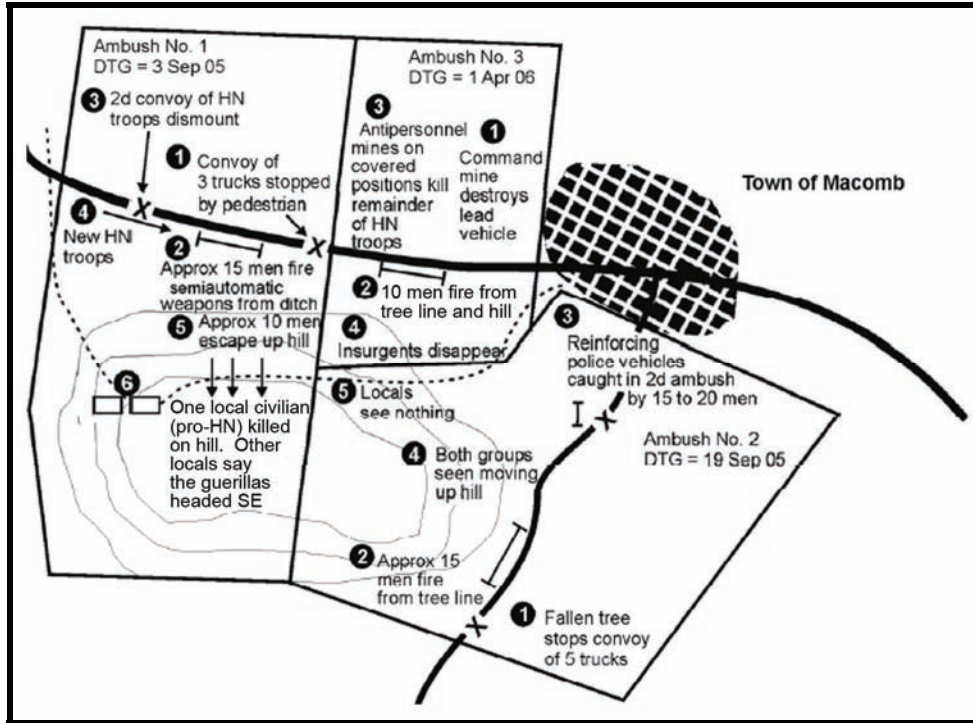 Ambush No. 1
DTG = 3 Sep 05
3 2d convoy of HN
troops dismount
1 Convoy of
3 trucks stopped
by pedestrian
4
New HN
troops
2
Approx 15 men fire
semiautomatic
weapons from ditch
5 Approx 10 men
escape up hill
6
One local civilian
(pro-HN) killed
on hill. Other
locals say
the guerillas
headed SE
Ambush No. 3
DTG = 1 Apr 06
3
Antipersonnel
mines on
covered
positions kill
remainder
of HN
troops
1
Command
mine
destroys
lead
vehicle
2 10 men fire from
tree line and hill
4
Insurgents disappear
5 Locals
see nothing
Town of Macomb
3
Reinforcing
police vehicles
caught in 2d ambush
by 15 to 20 men
Ambush No. 2
DTG = 19 Sep 05
4 Both groups
seen moving
up hill
2 Approx 15
men fire
from tree line
1 Fallen tree
stops convoy
of 5 trucks